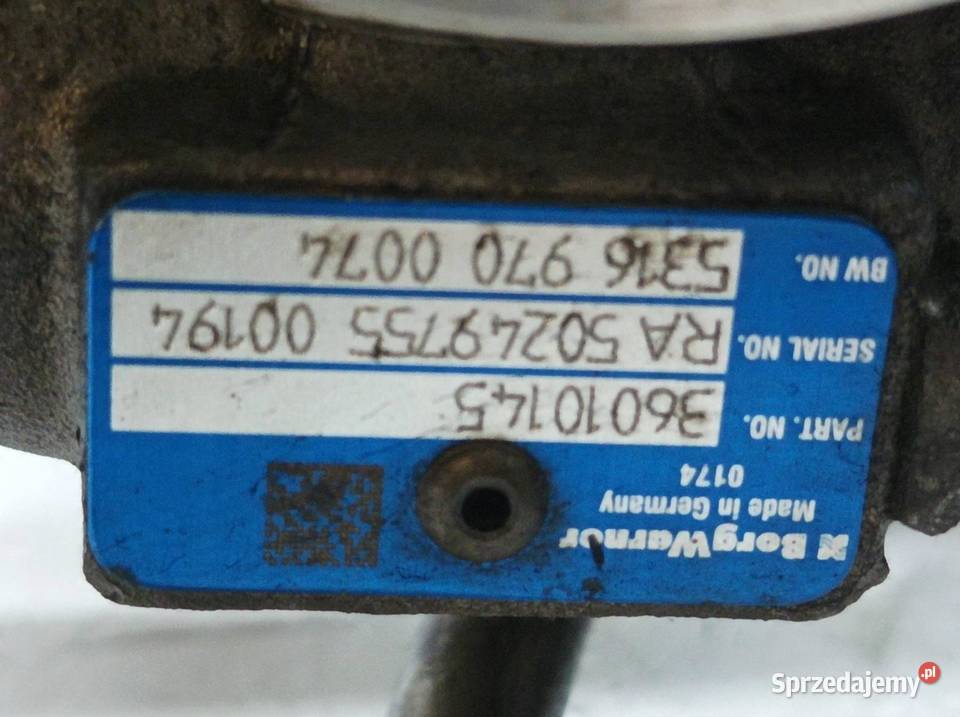 BorgWarner
Made in Germany
0174
PART. NO. 36010145
SERIAL NO. RA 50249755 00194
BW NO. 5316 970 0074
Sprzedajemy.pl